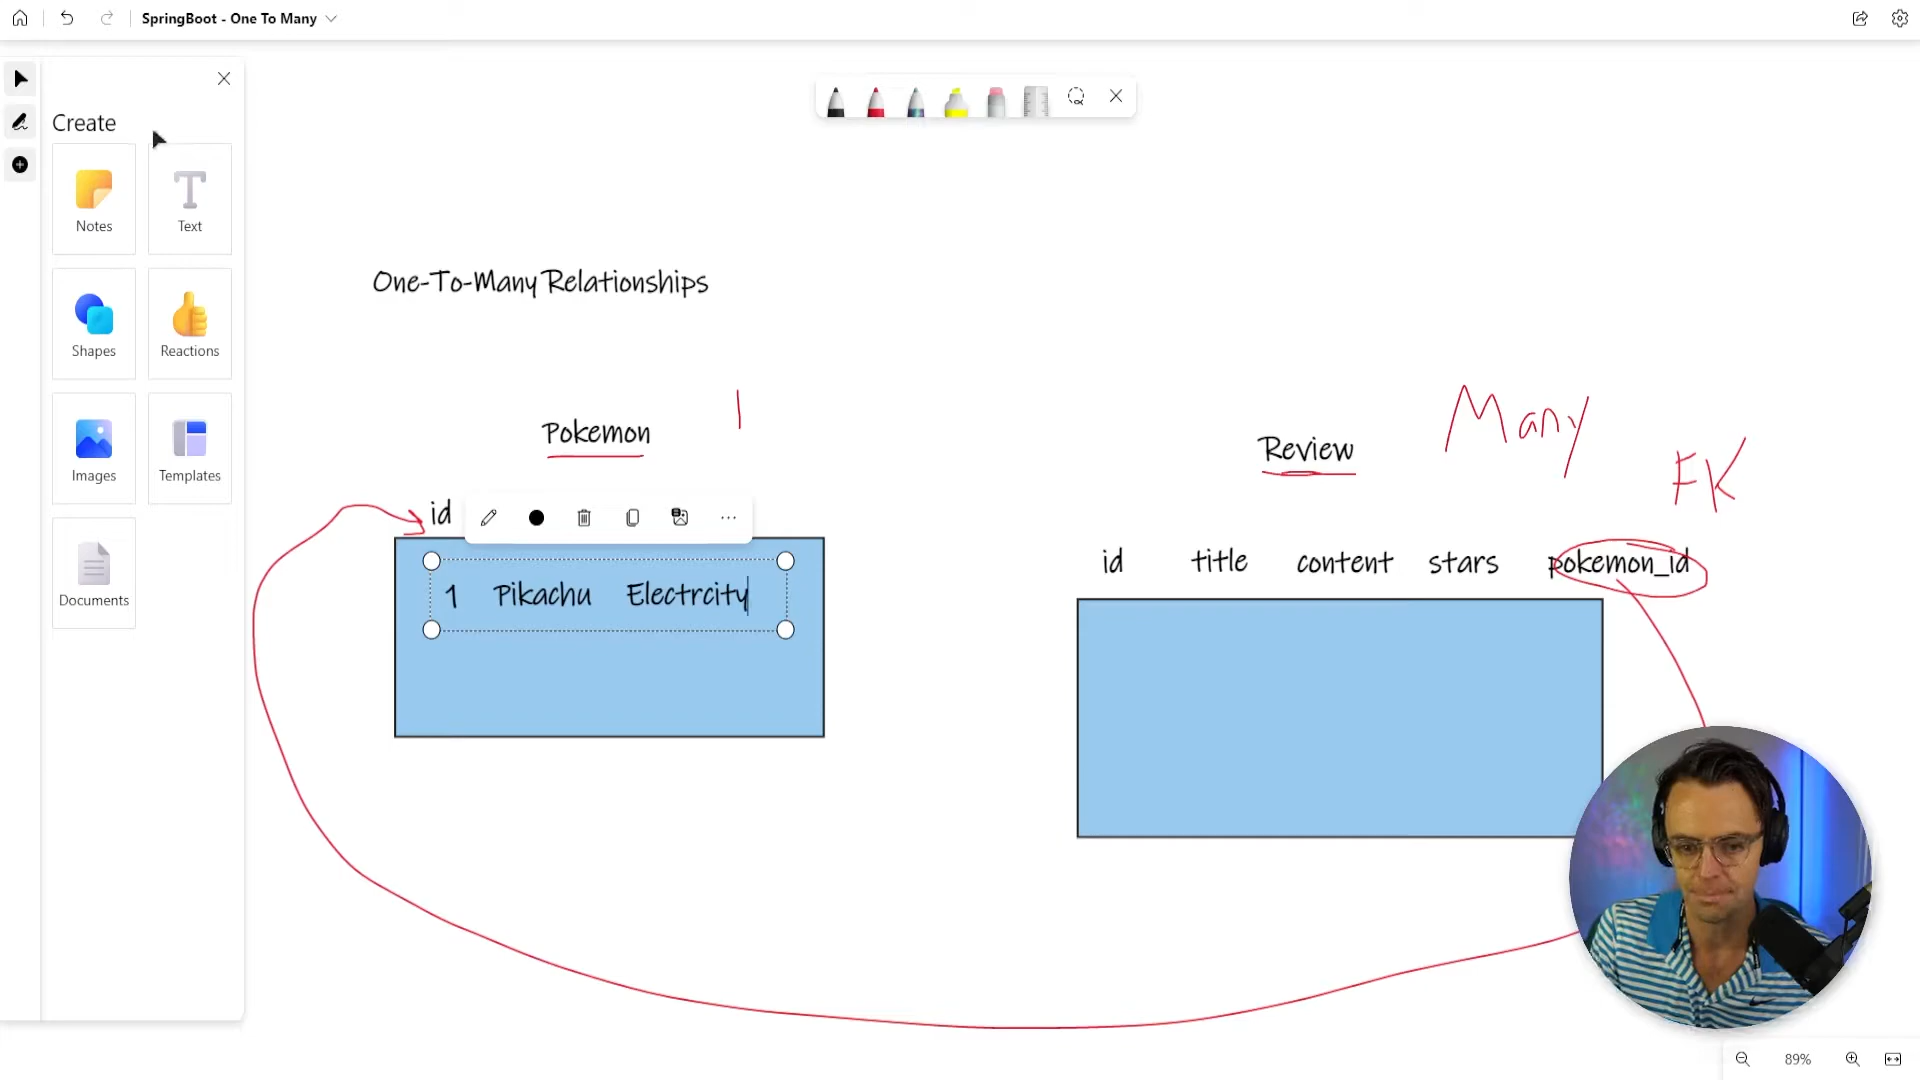 SpringBoot - One To Many
Create
Notes
Text
Shapes
Reactions
Images
Templates
Documents
One-To-Many Relationships
Pokemon
1
id
1 Pikachu Electrcity
Review
Many
FK
id title content stars pokemon_id
89%